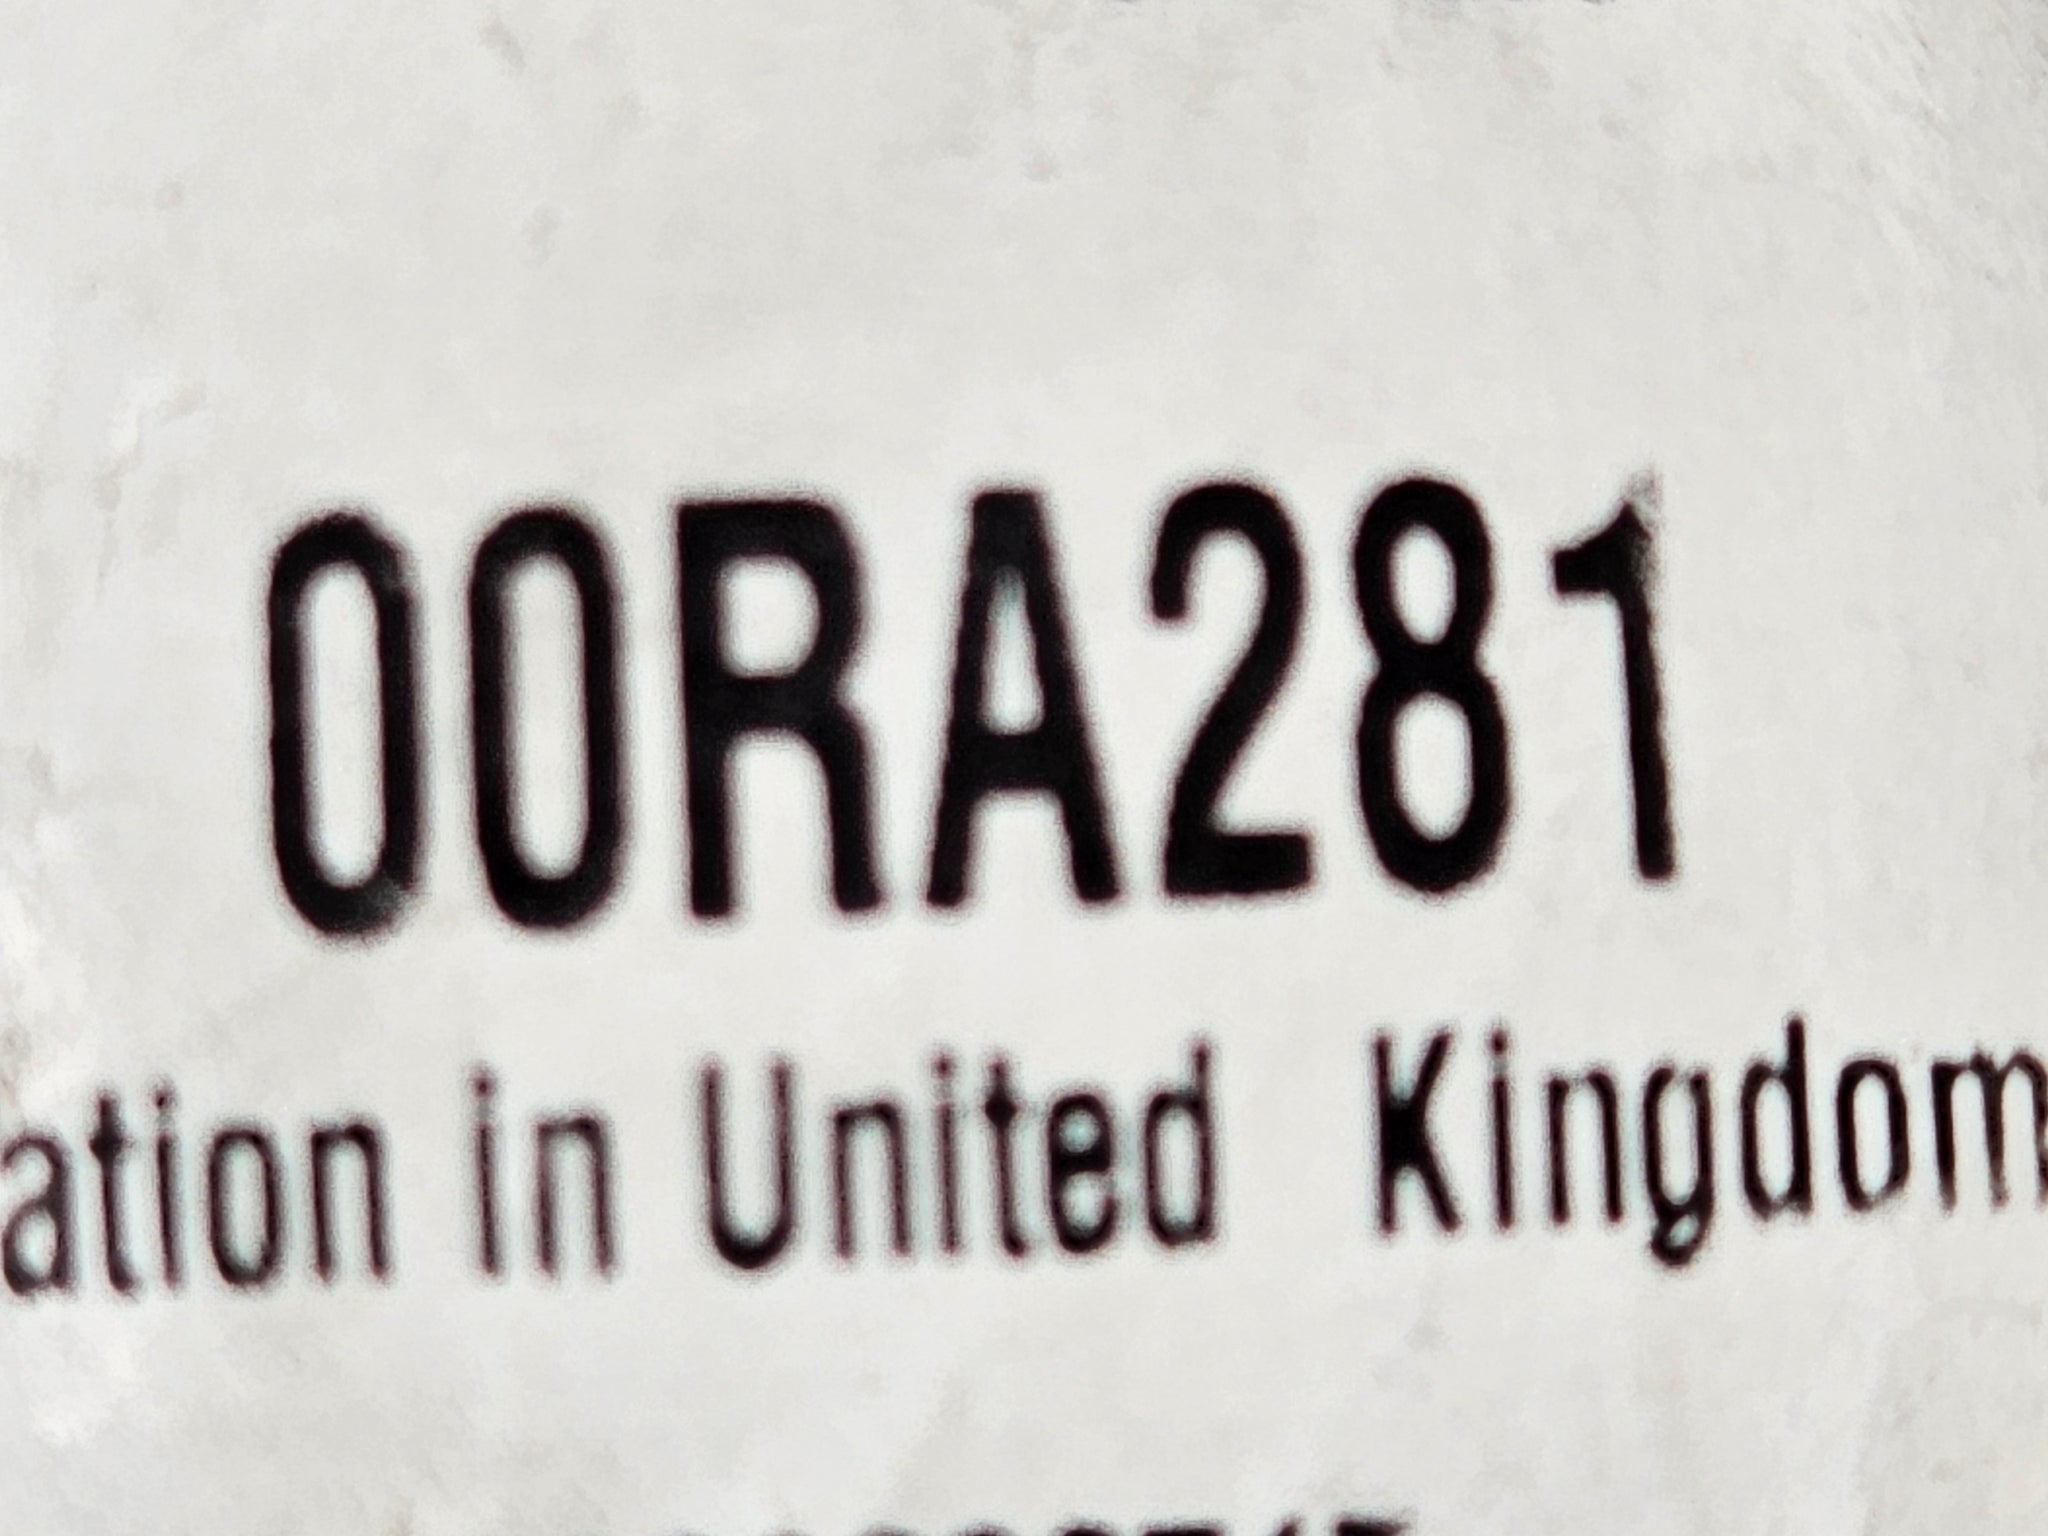 00RA281
ation in United Kingdom